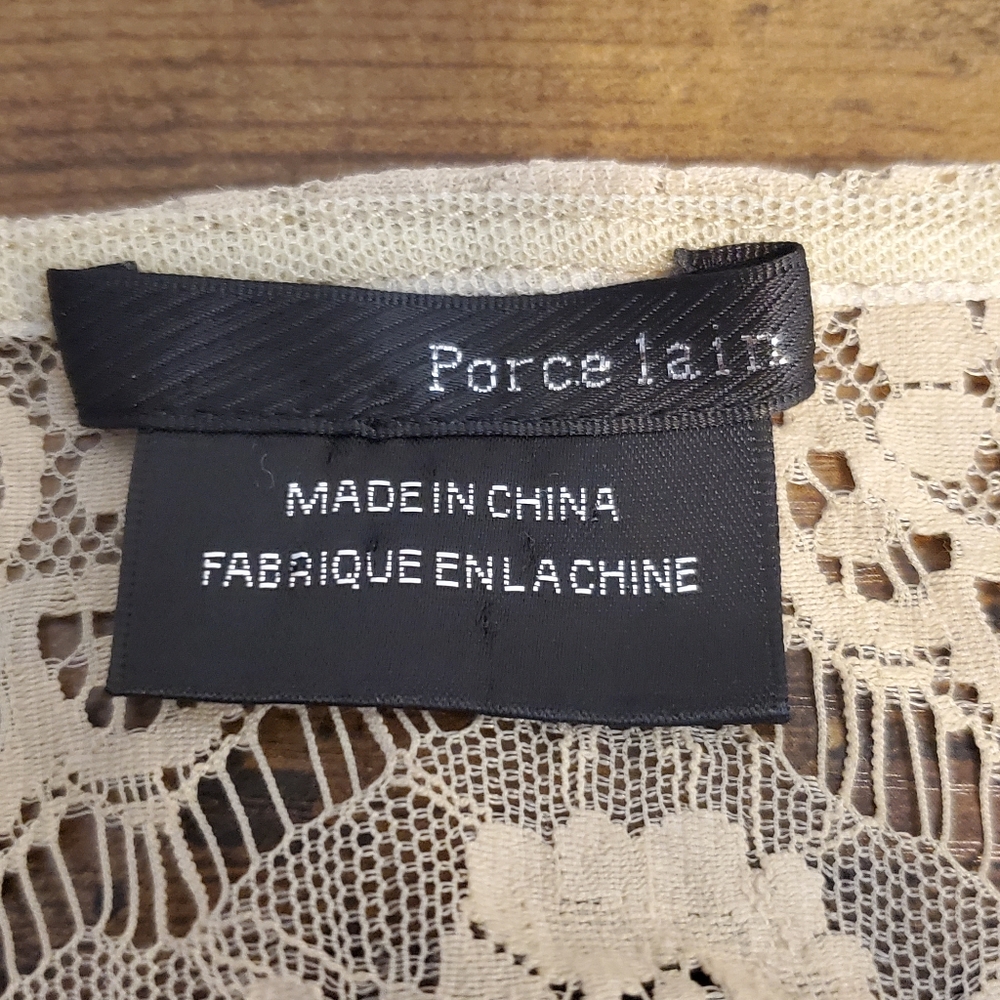 Porcelain
MADE IN CHINA
FABRIQUE EN LA CHINE